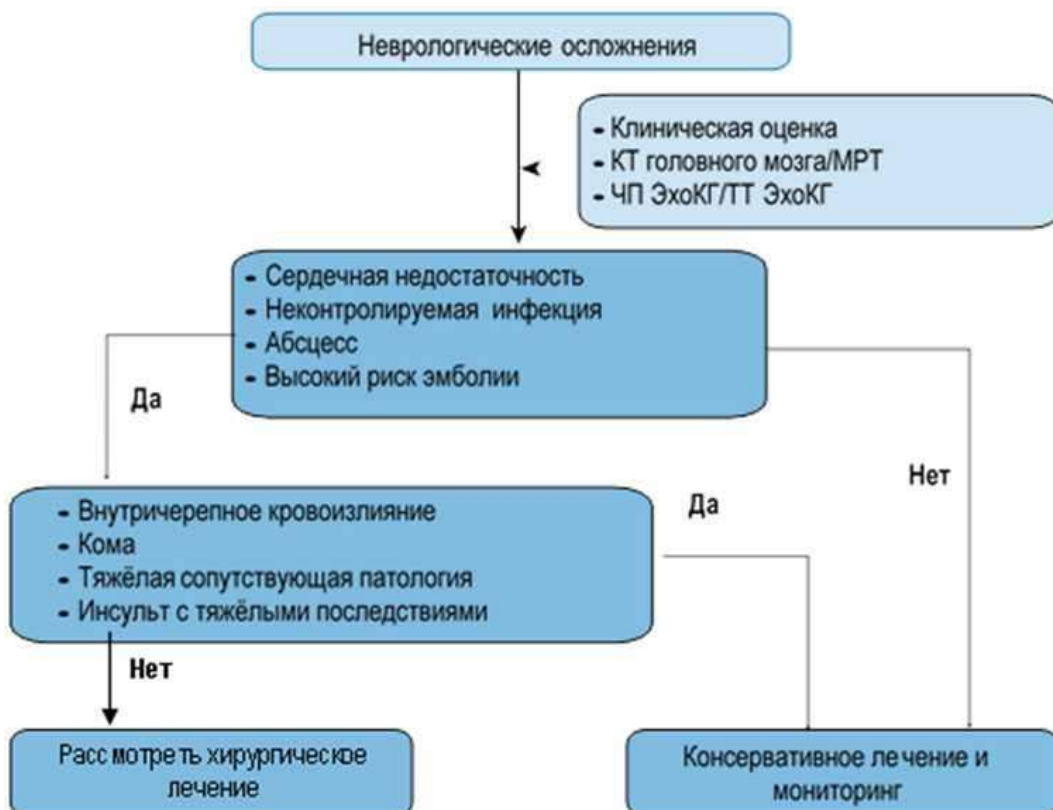 Неврологические осложнения
- Клиническая оценка
- КТ головного мозга/МРТ
- ЧП ЭхоКГ/ТТ ЭхоКГ
- Сердечная недостаточность
- Неконтролируемая инфекция
- Абсцесс
- Высокий риск эмболии
Да
Нет
- Внутричерепное кровоизлияние
- Кома
- Тяжёлая сопутствующая патология
- Инсульт с тяжёлыми последствиями
Да
Нет
Рассмотреть хирургическое
лечение
Консервативное лечение и
мониторинг